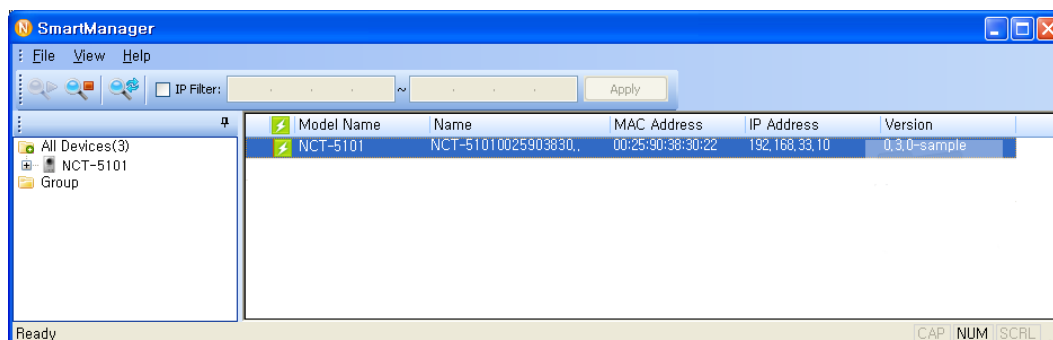 SmartManager
File View Help
IP Filter: . . . ~ . . . Apply
Model Name Name MAC Address IP Address Version
All Devices(3)
NCT-5101 NCT-51010025903830.. 00:25:90:38:30:22 192.168.33.10 0.3.0-sample
NCT-5101
Group
Ready CAP NUM SCRL